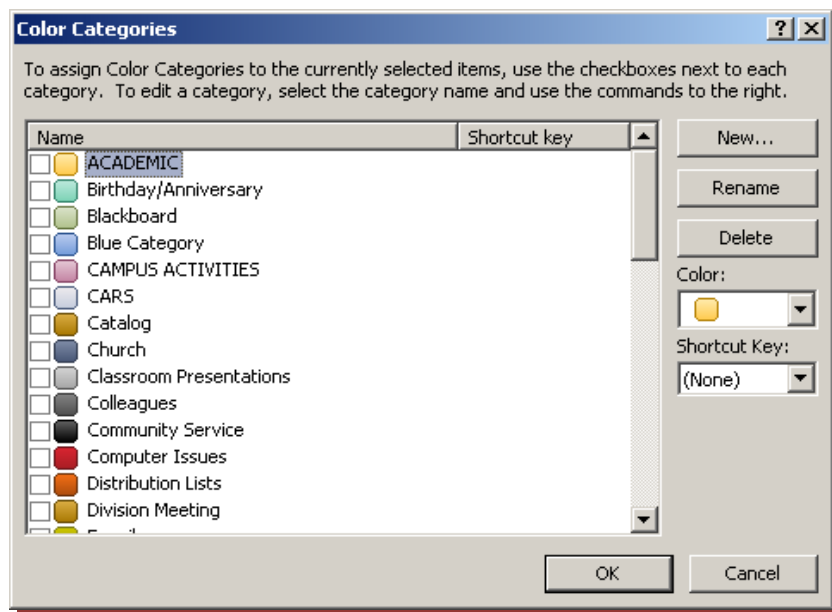 Color Categories
To assign Color Categories to the currently selected items, use the checkboxes next to each
category. To edit a category, select the category name and use the commands to the right.
Name Shortcut key
ACADEMIC
Birthday/Anniversary
Blackboard
Blue Category
CAMPUS ACTIVITIES
CARS
Catalog
Church
Classroom Presentations
Colleagues
Community Service
Computer Issues
Distribution Lists
Division Meeting
New...
Rename
Delete
Color:
Shortcut Key:
(None)
OK Cancel